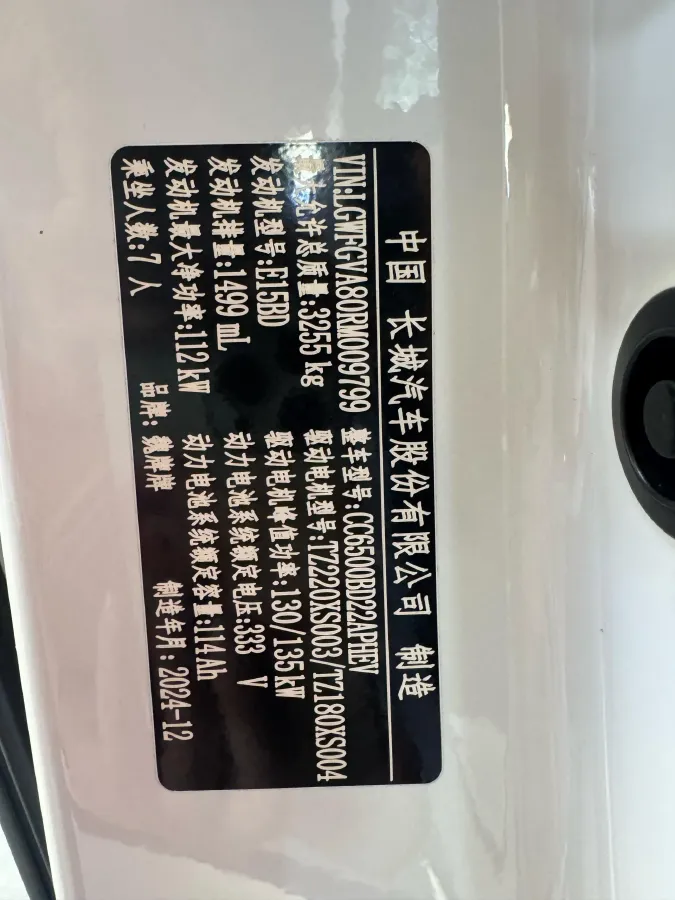 中国 长城汽车股份有限公司 制造
VIN:LGWFGVA80RM009799 整车型号:CC6500BD22APHEV
最大允许总质量:3255 kg 驱动电机型号:TZ220XS003/TZ180XS004
发动机型号:E15BD 驱动电机峰值功率:130/135kW
发动机排量:1499 mL 动力电池系统额定电压:333 V
发动机最大净功率:112kW 动力电池系统额定容量:114Ah
乘坐人数:7 人 品牌: 魏牌牌 制造年月: 2024-12